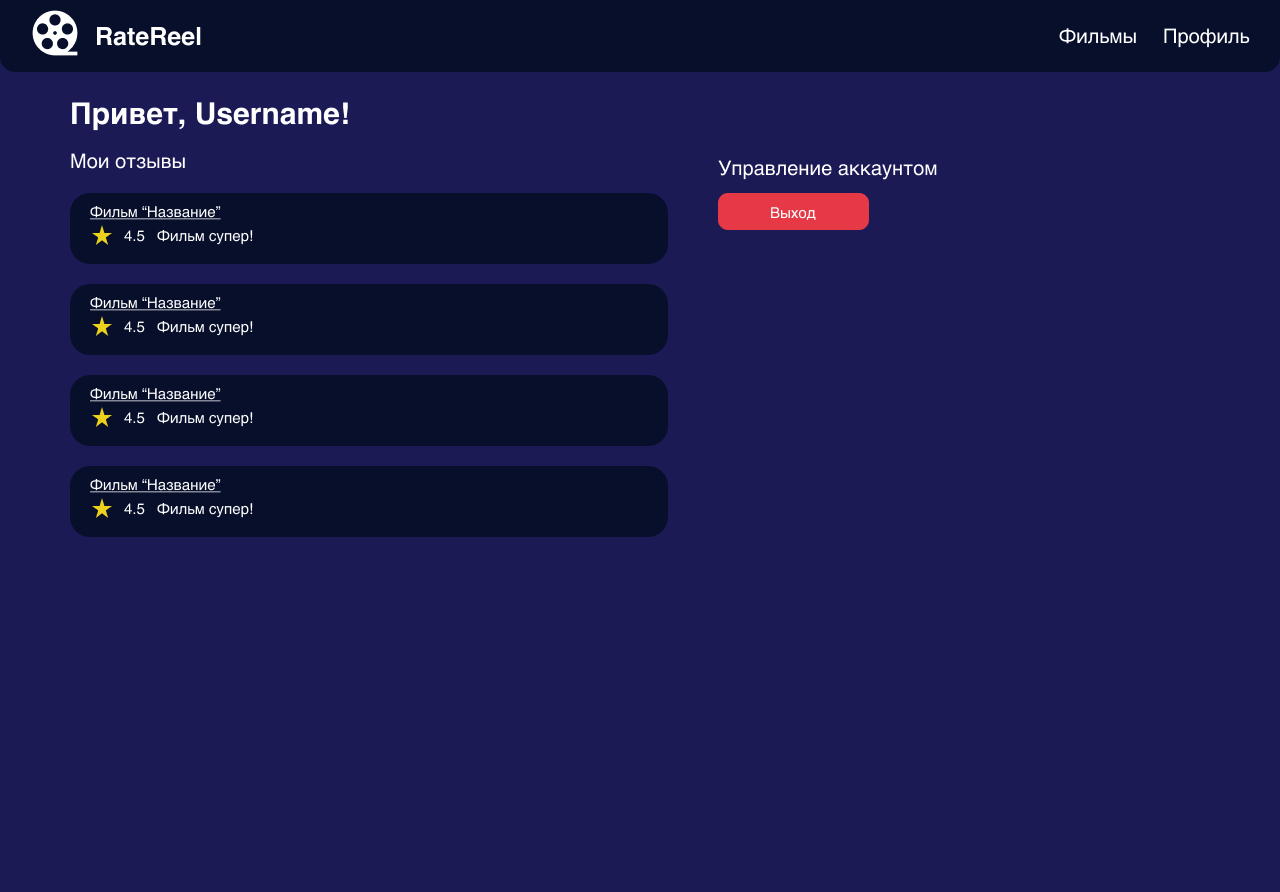 RateReel
Фильмы
Профиль
Привет, Username!
Мои отзывы
Фильм “Название”
4.5 Фильм супер!
Фильм “Название”
4.5 Фильм супер!
Фильм “Название”
4.5 Фильм супер!
Фильм “Название”
4.5 Фильм супер!
Управление аккаунтом
Выход